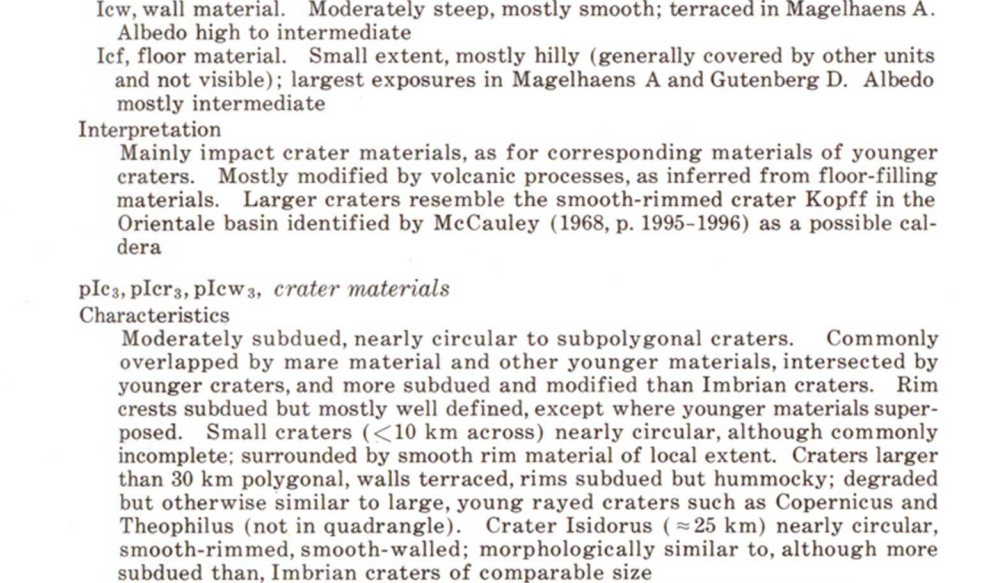 Icw, wall material. Moderately steep, mostly smooth; terraced in Magelhaens A.
Albedo high to intermediate
Icf, floor material. Small extent, mostly hilly (generally covered by other units
and not visible); largest exposures in Magelhaens A and Gutenberg D. Albedo
mostly intermediate
Interpretation
Mainly impact crater materials, as for corresponding materials of younger
craters. Mostly modified by volcanic processes, as inferred from floor-filling
materials. Larger craters resemble the smooth-rimmed crater Kopff in the
Orientale basin identified by McCauley (1968, p. 1995-1996) as a possible cal-
dera
pIc₃, pIcr₃, pIcw₃, crater materials
Characteristics
Moderately subdued, nearly circular to subpolygonal craters. Commonly
overlapped by mare material and other younger materials, intersected by
younger craters, and more subdued and modified than Imbrian craters. Rim
crests subdued but mostly well defined, except where younger materials super-
posed. Small craters (<10 km across) nearly circular, although commonly
incomplete; surrounded by smooth rim material of local extent. Craters larger
than 30 km polygonal, walls terraced, rims subdued but hummocky; degraded
but otherwise similar to large, young rayed craters such as Copernicus and
Theophilus (not in quadrangle). Crater Isidorus (≈25 km) nearly circular,
smooth-rimmed, smooth-walled; morphologically similar to, although more
subdued than, Imbrian craters of comparable size